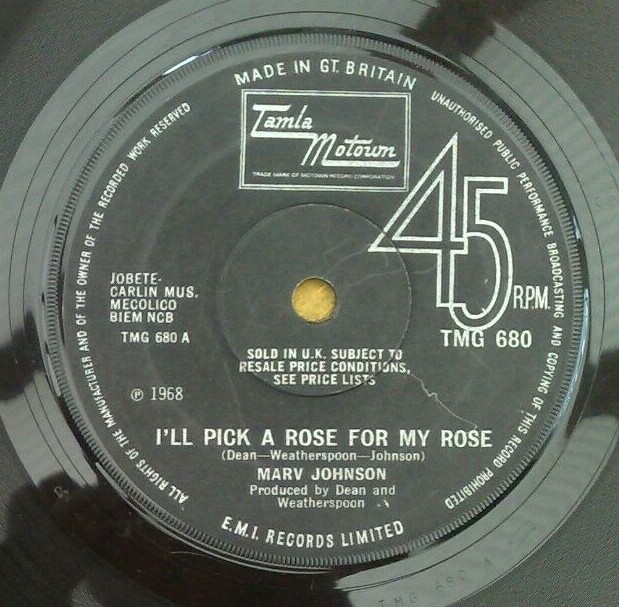 MADE IN GT. BRITAIN
UNAUTHORISED PUBLIC PERFORMANCE BROADCASTING AND COPYING OF THIS RECORD PROHIBITED
ALL RIGHTS OF THE MANUFACTURER AND OF THE OWNER OF THE RECORDED WORK RESERVED
Tamla
Motown
TRADE MARK OF MOTOWN RECORD CORPORATION
45
R.P.M.
TMG 680
JOBETE-
CARLIN MUS.
MECOLICO
BIEM NCB
TMG 680 A
SOLD IN U.K. SUBJECT TO
RESALE PRICE CONDITIONS,
SEE PRICE LISTS
℗ 1968
I'LL PICK A ROSE FOR MY ROSE
(Dean—Weatherspoon—Johnson)
MARV JOHNSON
Produced by Dean and
Weatherspoon
E.M.I. RECORDS LIMITED
TMG 680 A